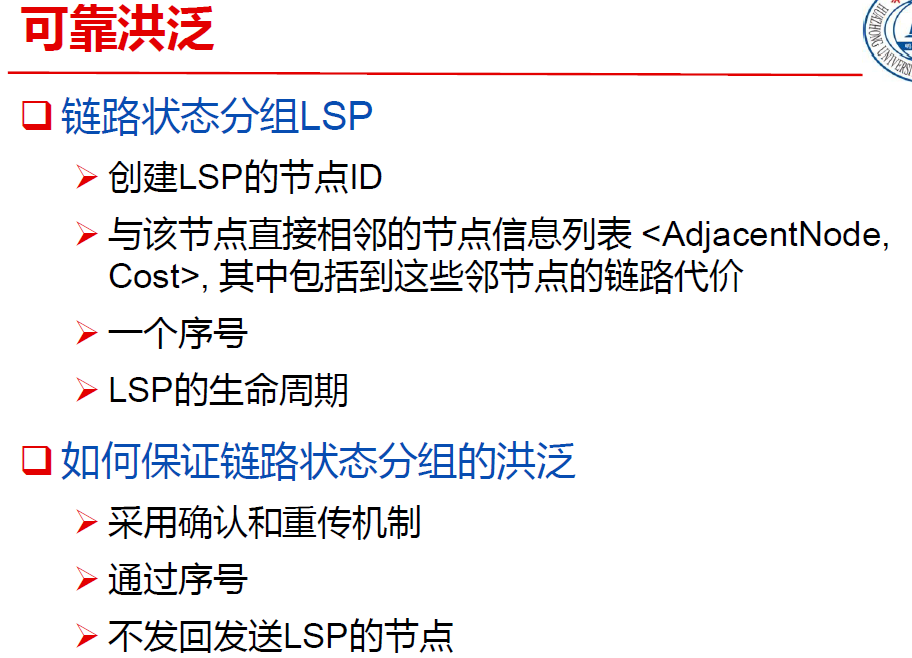 可靠洪泛
链路状态分组LSP
创建LSP的节点ID
与该节点直接相邻的节点信息列表 <AdjacentNode,
Cost>, 其中包括到这些邻节点的链路代价
一个序号
LSP的生命周期
如何保证链路状态分组的洪泛
采用确认和重传机制
通过序号
不发回发送LSP的节点